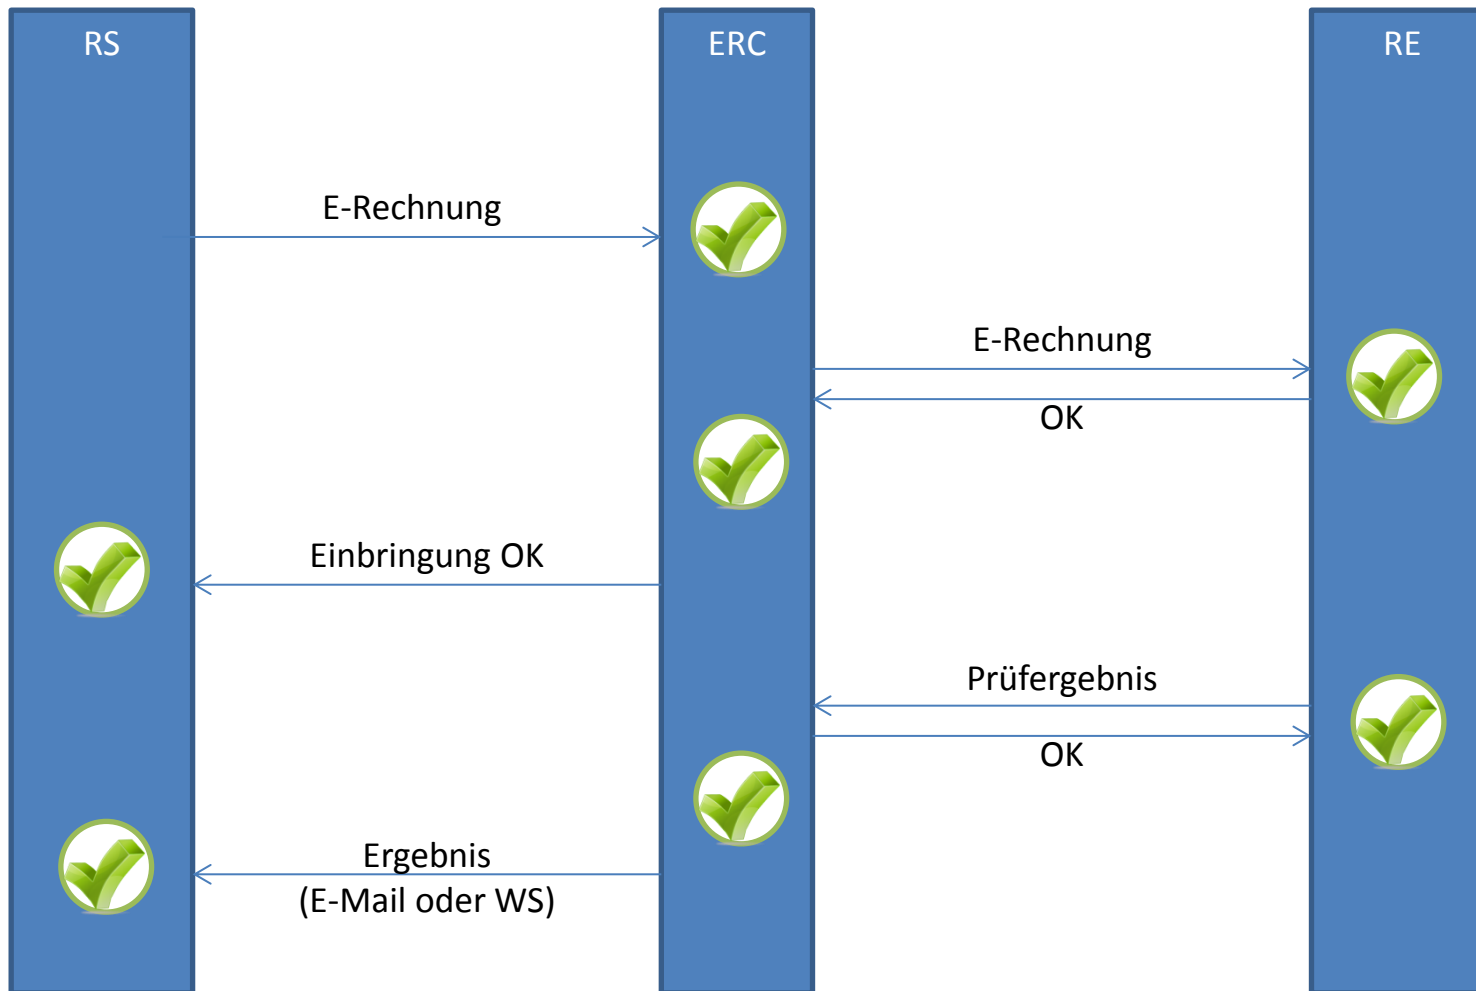 RS
ERC
RE
E-Rechnung
E-Rechnung
OK
Einbringung OK
Prüfergebnis
OK
Ergebnis
(E-Mail oder WS)